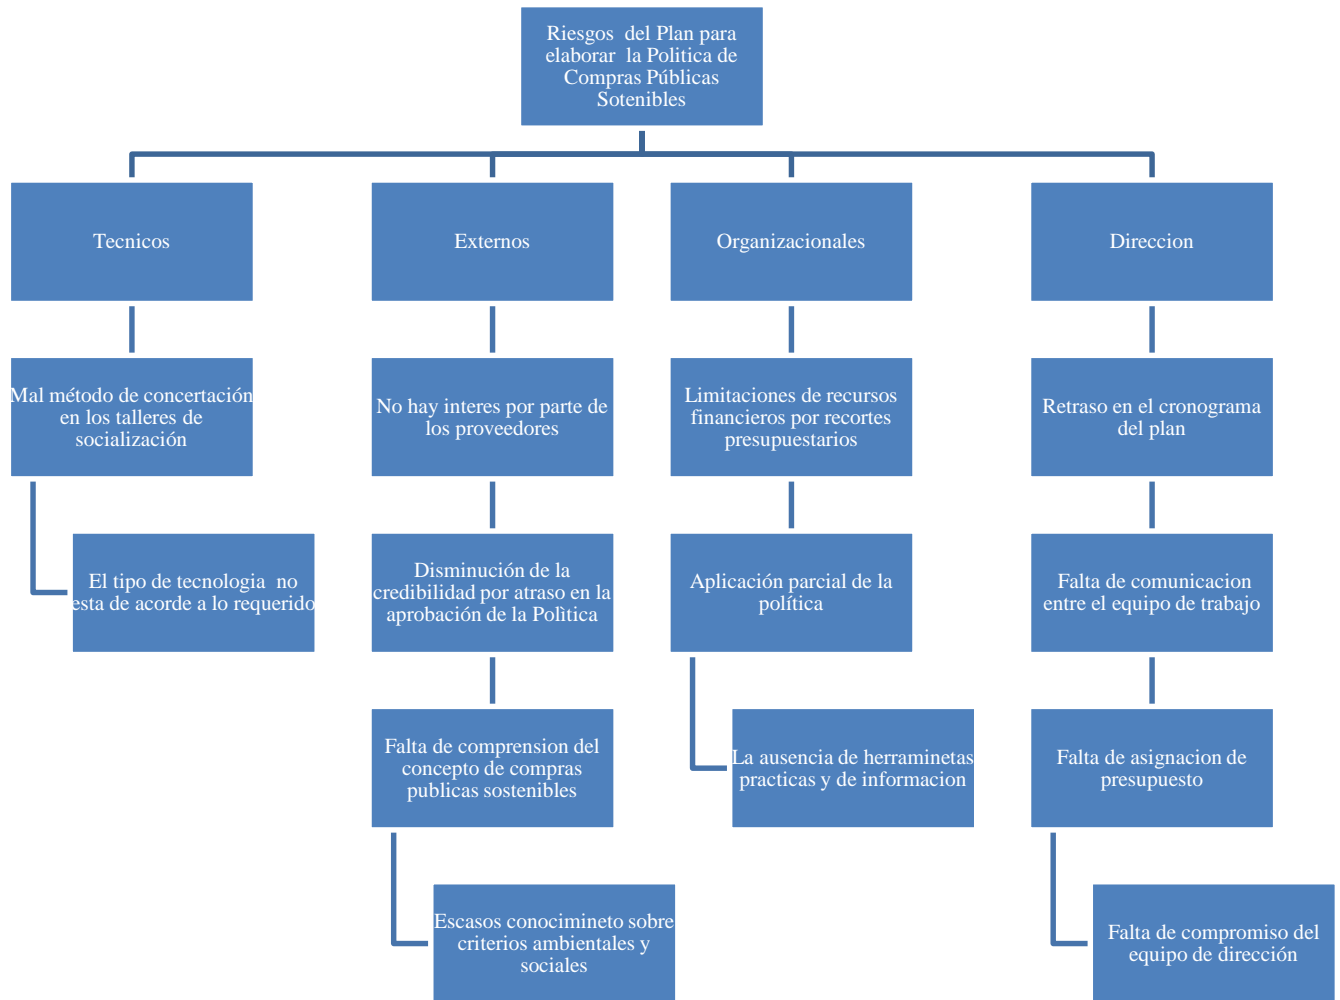 Riesgos del Plan para
elaborar la Politica de
Compras Públicas
Sotenibles
Tecnicos
Externos
Organizacionales
Direccion
Mal método de concertación
en los talleres de
socialización
No hay interes por parte de
los proveedores
Limitaciones de recursos
financieros por recortes
presupuestarios
Retraso en el cronograma
del plan
El tipo de tecnologia no
esta de acorde a lo requerido
Disminución de la
credibilidad por atraso en la
aprobación de la Polìtica
Aplicación parcial de la
política
Falta de comunicacion
entre el equipo de trabajo
Falta de comprension del
concepto de compras
publicas sostenibles
La ausencia de herraminetas
practicas y de informacion
Falta de asignacion de
presupuesto
Escasos conocimineto sobre
criterios ambientales y
sociales
Falta de compromiso del
equipo de dirección